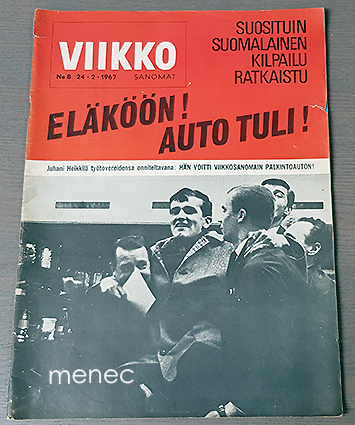 VIIKKO
No 8 24 • 2 • 1967 SANOMAT
SUOSITUIN
SUOMALAINEN
KILPAILU
RATKAISTU
ELÄKÖÖN!
AUTO TULI!
Juhani Heikkilä työtovereidensa onniteltavana: HÄN VOITTI VIIKKOSANOMAIN PALKINTOAUTON!
menec